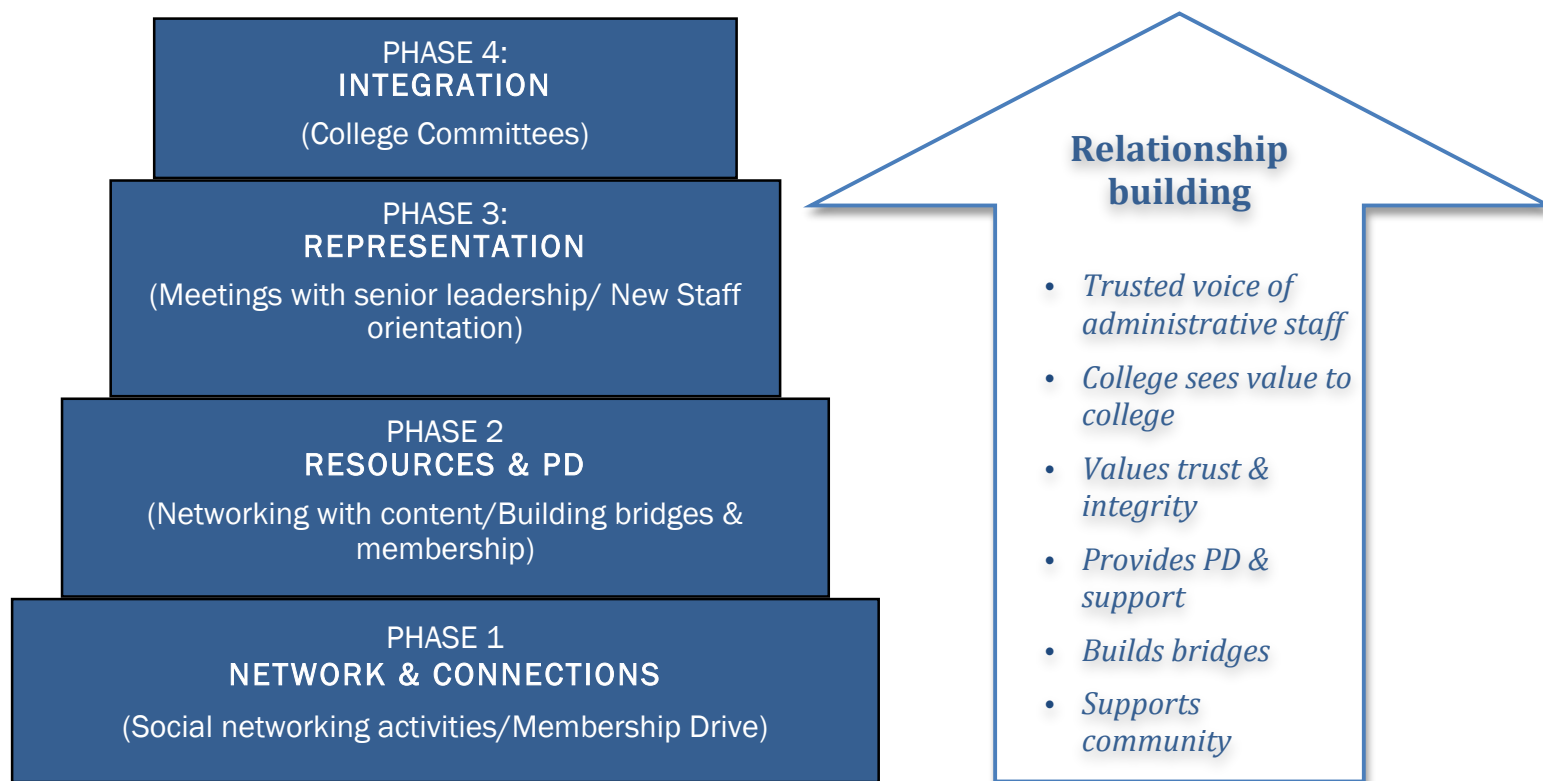 PHASE 4:
INTEGRATION
(College Committees)
PHASE 3:
REPRESENTATION
(Meetings with senior leadership/ New Staff
orientation)
PHASE 2
RESOURCES & PD
(Networking with content/Building bridges &
membership)
PHASE 1
NETWORK & CONNECTIONS
(Social networking activities/Membership Drive)
Relationship
building
• Trusted voice of
administrative staff
• College sees value to
college
• Values trust &
integrity
• Provides PD &
support
• Builds bridges
• Supports
community